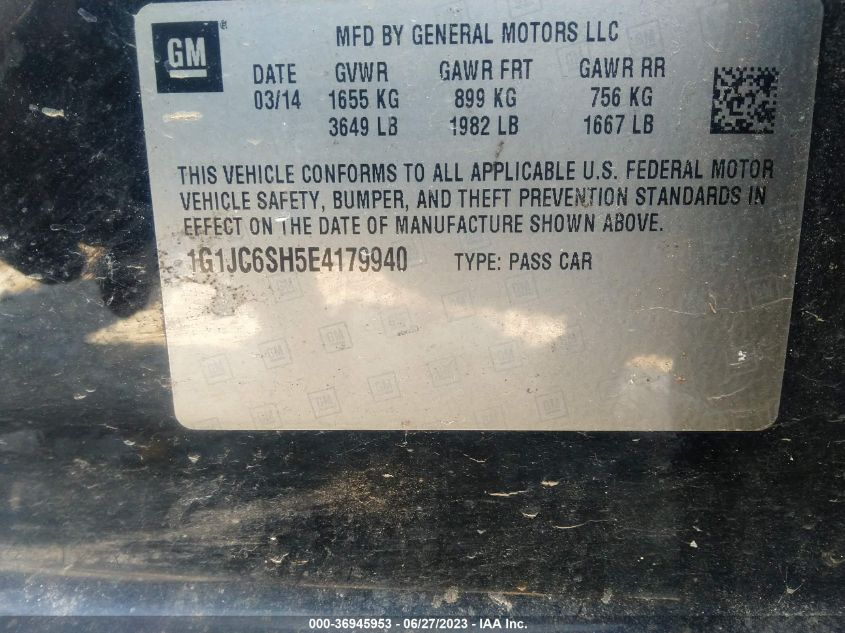 GM ® MFD BY GENERAL MOTORS LLC
DATE GVWR GAWR FRT GAWR RR
03/14 1655 KG 899 KG 756 KG
3649 LB 1982 LB 1667 LB
THIS VEHICLE CONFORMS TO ALL APPLICABLE U.S. FEDERAL MOTOR
VEHICLE SAFETY, BUMPER, AND THEFT PREVENTION STANDARDS IN
EFFECT ON THE DATE OF MANUFACTURE SHOWN ABOVE.
1G1JC6SH5E4179940 TYPE: PASS CAR
000-36945953 - 06/27/2023 - IAA Inc.